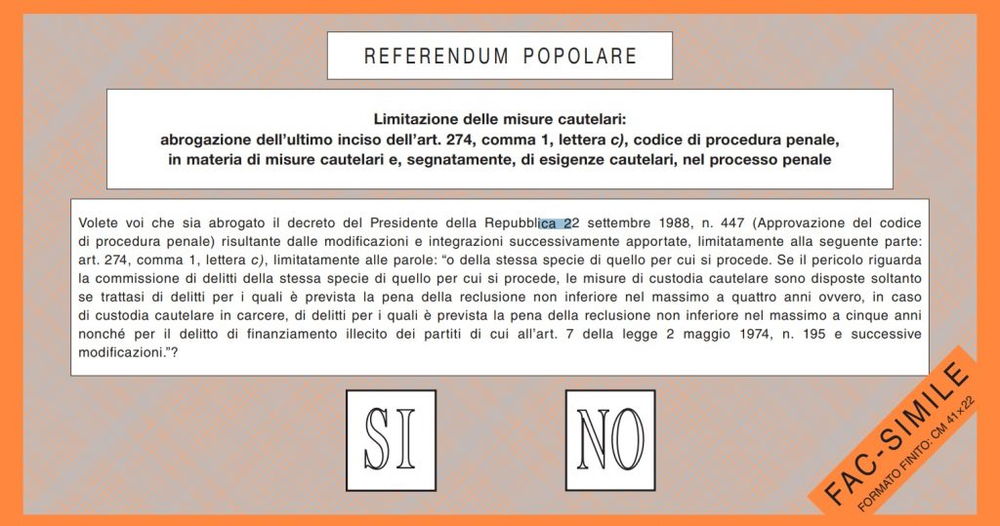 REFERENDUM POPOLARE
Limitazione delle misure cautelari:
abrogazione dell’ultimo inciso dell’art. 274, comma 1, lettera c), codice di procedura penale,
in materia di misure cautelari e, segnatamente, di esigenze cautelari, nel processo penale
Volete voi che sia abrogato il decreto del Presidente della Repubblica 22 settembre 1988, n. 447 (Approvazione del codice
di procedura penale) risultante dalle modificazioni e integrazioni successivamente apportate, limitatamente alla seguente parte:
art. 274, comma 1, lettera c), limitatamente alle parole: “o della stessa specie di quello per cui si procede. Se il pericolo riguarda
la commissione di delitti della stessa specie di quello per cui si procede, le misure di custodia cautelare sono disposte soltanto
se trattasi di delitti per i quali è prevista la pena della reclusione non inferiore nel massimo a quattro anni ovvero, in caso
di custodia cautelare in carcere, di delitti per i quali è prevista la pena della reclusione non inferiore nel massimo a cinque anni
nonché per il delitto di finanziamento illecito dei partiti di cui all’art. 7 della legge 2 maggio 1974, n. 195 e successive
modificazioni.”?
SI
NO
FAC-SIMILE
FORMATO FINITO: CM 41×22